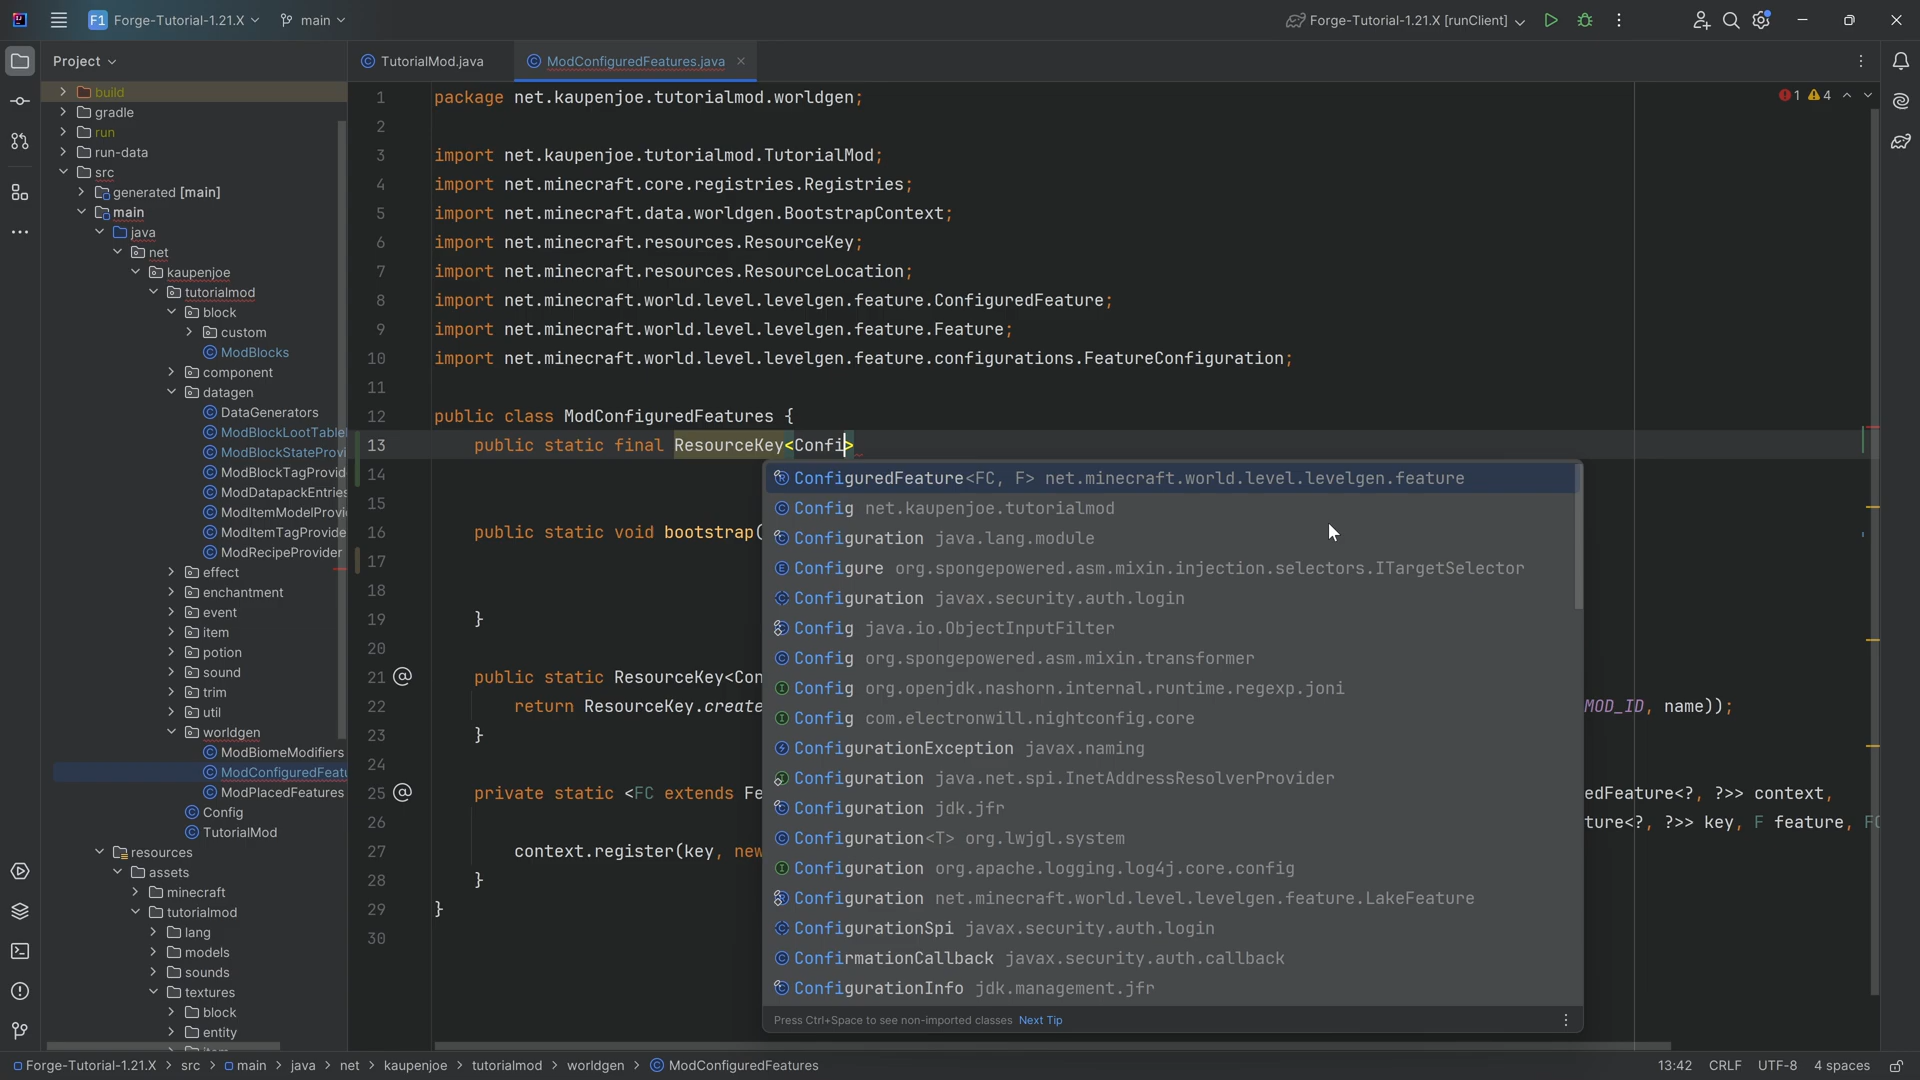 F1 Forge-Tutorial-1.21.X main Forge-Tutorial-1.21.X [runClient]
Project
TutorialMod.java ModConfiguredFeatures.java
build
gradle
run
run-data
src
generated [main]
main
java
net
kaupenjoe
tutorialmod
block
custom
ModBlocks
component
datagen
DataGenerators
ModBlockLootTable
ModBlockStateProvi
ModBlockTagProvid
ModDatapackEntries
ModItemModelProvi
ModItemTagProvide
ModRecipeProvider
effect
enchantment
event
item
potion
sound
trim
util
worldgen
ModBiomeModifiers
ModConfiguredFeatu
ModPlacedFeatures
Config
TutorialMod
resources
assets
minecraft
tutorialmod
lang
models
sounds
textures
block
entity
1 4
1 package net.kaupenjoe.tutorialmod.worldgen;
2
3 import net.kaupenjoe.tutorialmod.TutorialMod;
4 import net.minecraft.core.registries.Registries;
5 import net.minecraft.data.worldgen.BootstrapContext;
6 import net.minecraft.resources.ResourceKey;
7 import net.minecraft.resources.ResourceLocation;
8 import net.minecraft.world.level.levelgen.feature.ConfiguredFeature;
9 import net.minecraft.world.level.levelgen.feature.Feature;
10 import net.minecraft.world.level.levelgen.feature.configurations.FeatureConfiguration;
11
12 public class ModConfiguredFeatures {
13 public static final ResourceKey<Confi>
14
15
16 public static void bootstrap(
17
18
19 }
20
21 @ public static ResourceKey<Con
22 return ResourceKey.create MOD_ID, name));
23 }
24
25 @ private static <FC extends Fe edFeature<?, ?>> context,
26 ture<?, ?>> key, F feature, FC
27 context.register(key, new
28 }
29 }
30
ConfiguredFeature<FC, F> net.minecraft.world.level.levelgen.feature
Config net.kaupenjoe.tutorialmod
Configuration java.lang.module
Configure org.spongepowered.asm.mixin.injection.selectors.ITargetSelector
Configuration javax.security.auth.login
Config java.io.ObjectInputFilter
Config org.spongepowered.asm.mixin.transformer
Config org.openjdk.nashorn.internal.runtime.regexp.joni
Config com.electronwill.nightconfig.core
ConfigurationException javax.naming
Configuration java.net.spi.InetAddressResolverProvider
Configuration jdk.jfr
Configuration<T> org.lwjgl.system
Configuration org.apache.logging.log4j.core.config
Configuration net.minecraft.world.level.levelgen.feature.LakeFeature
ConfigurationSpi javax.security.auth.login
ConfirmationCallback javax.security.auth.callback
ConfigurationInfo jdk.management.jfr
Press Ctrl+Space to see non-imported classes Next Tip
Forge-Tutorial-1.21.X > src > main > java > net > kaupenjoe > tutorialmod > worldgen > ModConfiguredFeatures 13:42 CRLF UTF-8 4 spaces